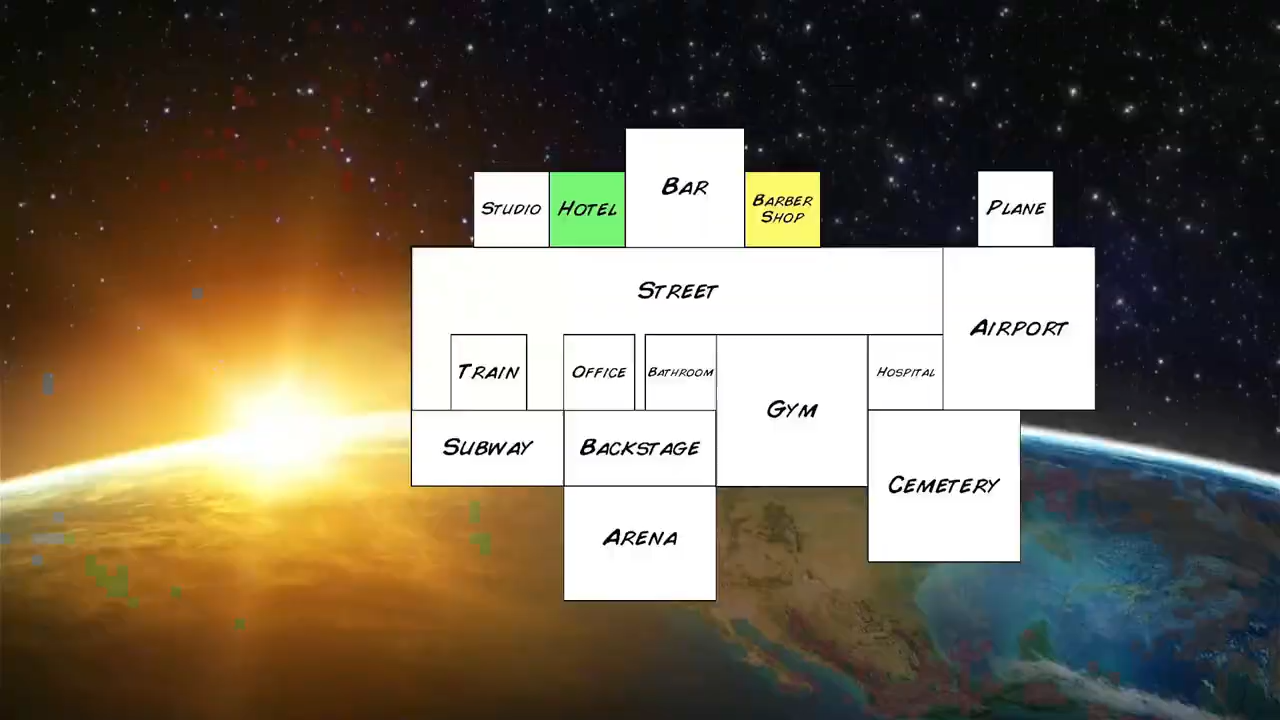 BAR
STUDIO
HOTEL
BARBER
SHOP
PLANE
STREET
AIRPORT
TRAIN
OFFICE
BATHROOM
HOSPITAL
GYM
SUBWAY
BACKSTAGE
CEMETERY
ARENA